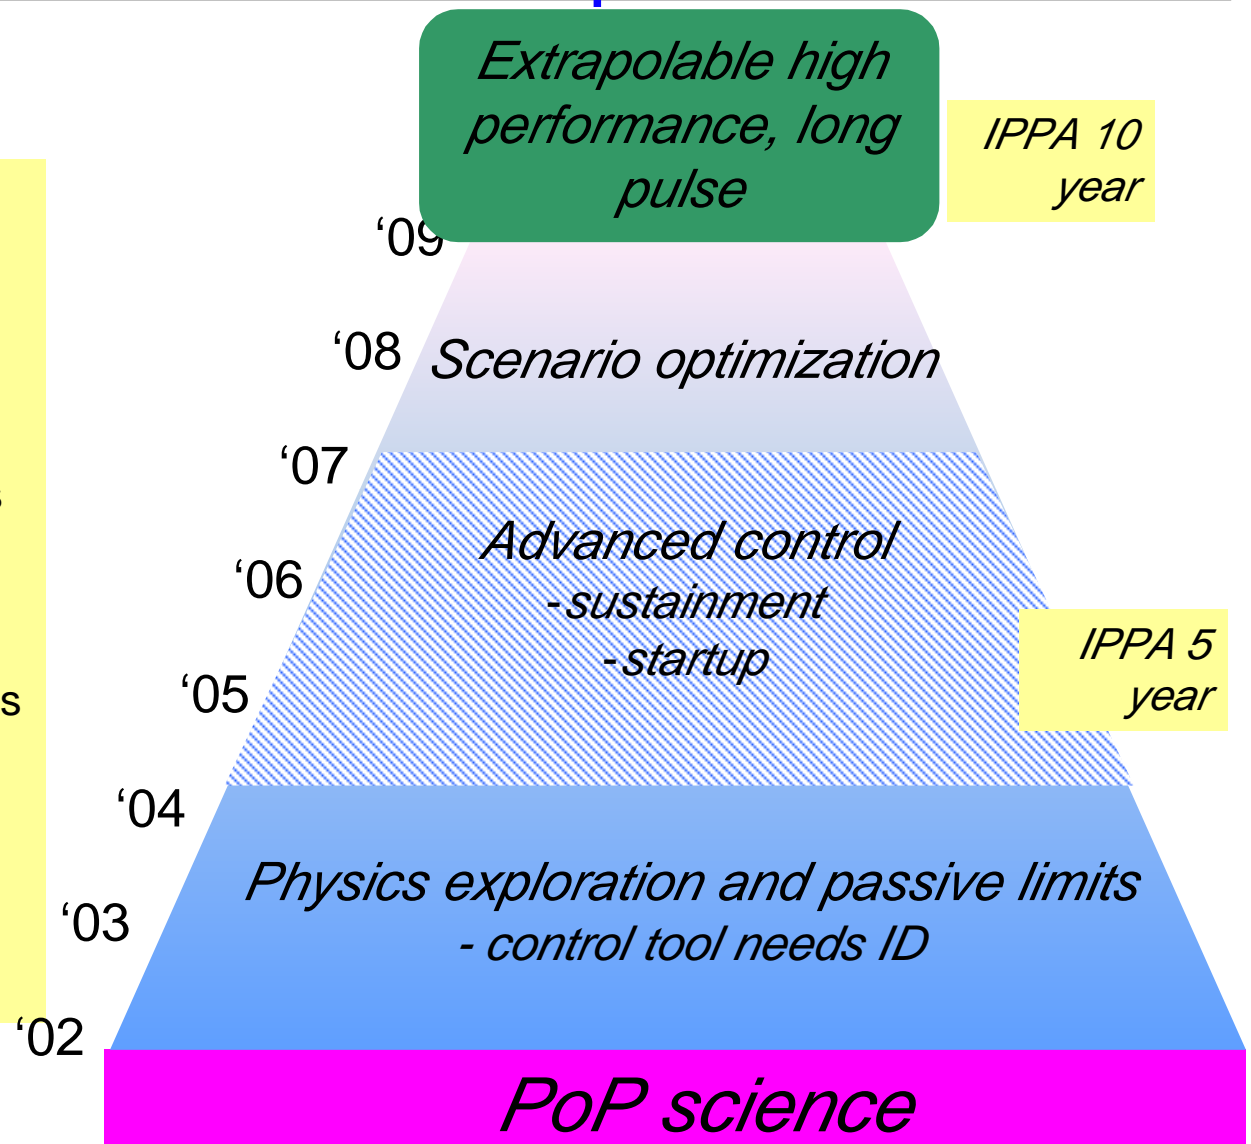 Extrapolable high
performance, long
pulse
IPPA 10
year
‘09
‘08
Scenario optimization
‘07
Advanced control
-sustainment
-startup
‘06
IPPA 5
year
‘05
‘04
Physics exploration and passive limits
- control tool needs ID
‘03
‘02
PoP science